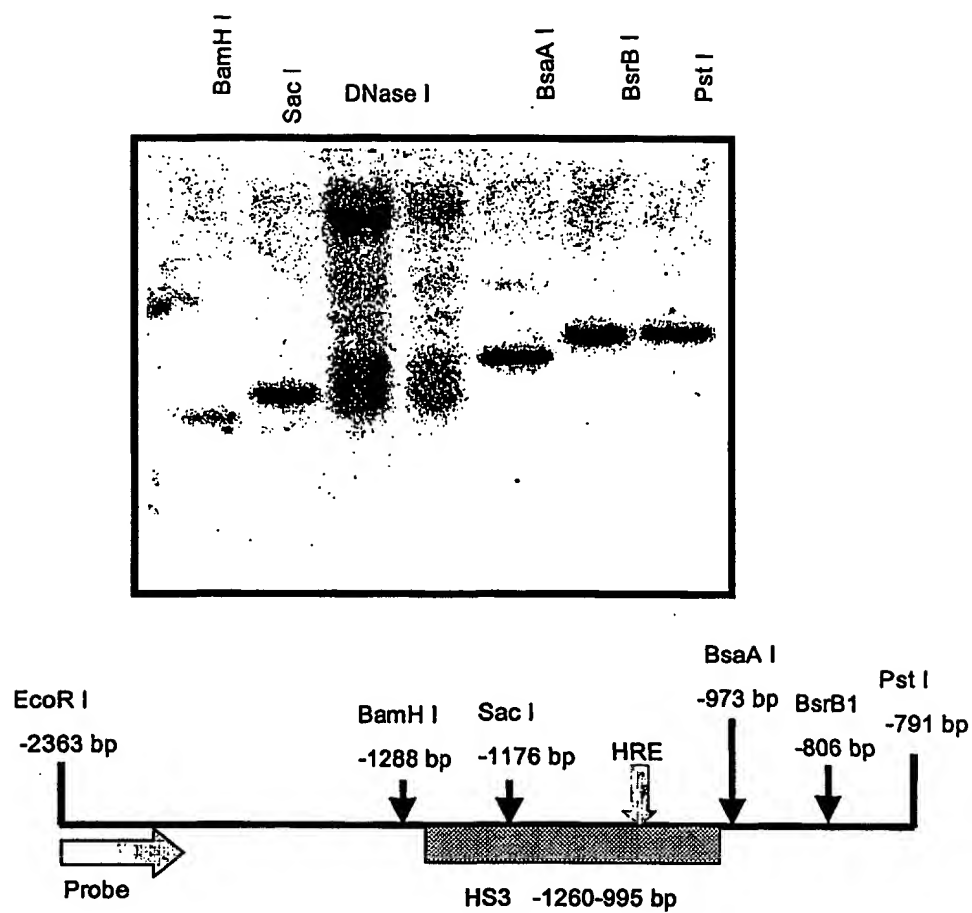 BamH I
Sac I
DNase I
BsaA I
BsrB I
Pst I
EcoR I
-2363 bp
BamH I
-1288 bp
Sac I
-1176 bp
HRE
BsaA I
-973 bp
BsrB1
-806 bp
Pst I
-791 bp
Probe
HS3 -1260-995 bp